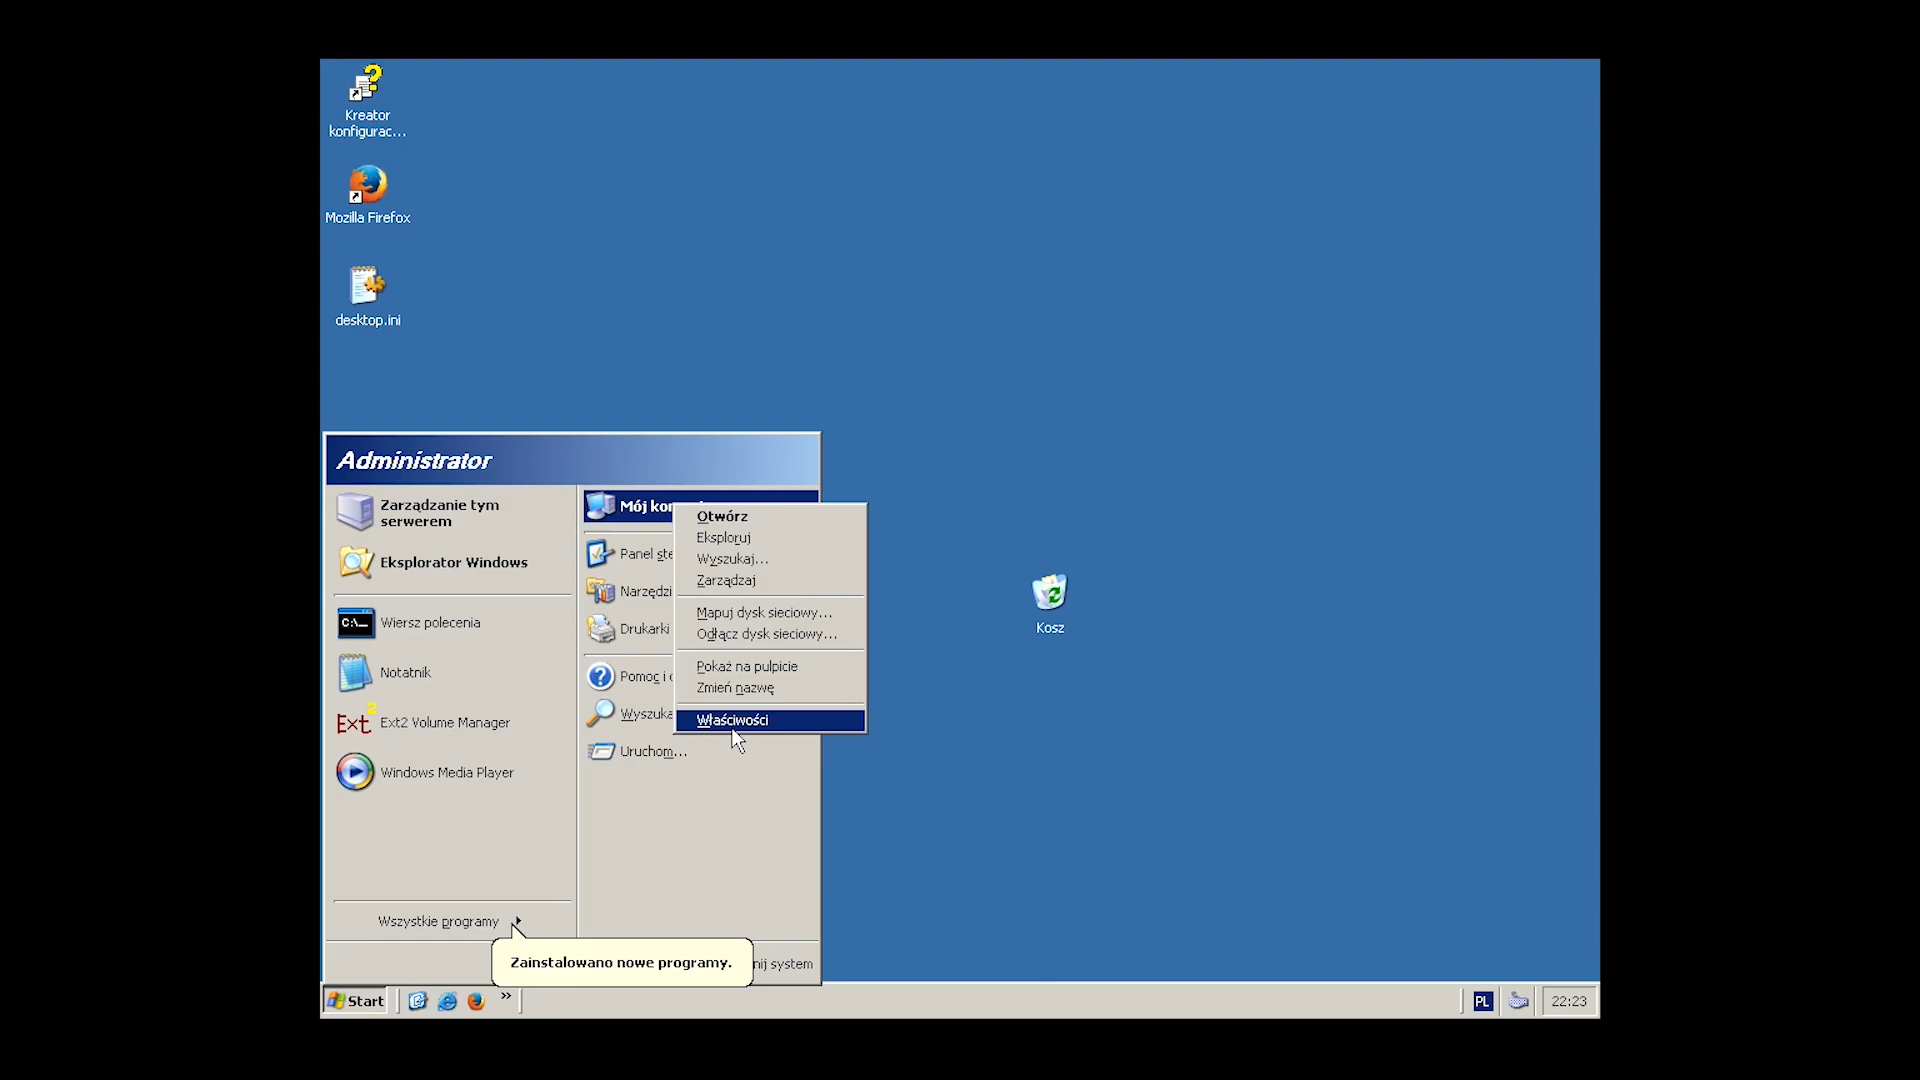 Kreator
konfigurac...
Mozilla Firefox
desktop.ini
Kosz
Administrator
Zarządzanie tym
serwerem
Eksplorator Windows
C:\_
Wiersz polecenia
Notatnik
Ext2
Ext2 Volume Manager
Windows Media Player
Wszystkie programy
Mój kom
Panel ste
Narzędzi
Drukarki
Pomoc i o
Wyszuka
Uruchom...
Otwórz
Eksploruj
Wyszukaj...
Zarządzaj
Mapuj dysk sieciowy...
Odłącz dysk sieciowy...
Pokaż na pulpicie
Zmień nazwę
Właściwości
Zainstalowano nowe programy.
nij system
Start
»
PL
22:23